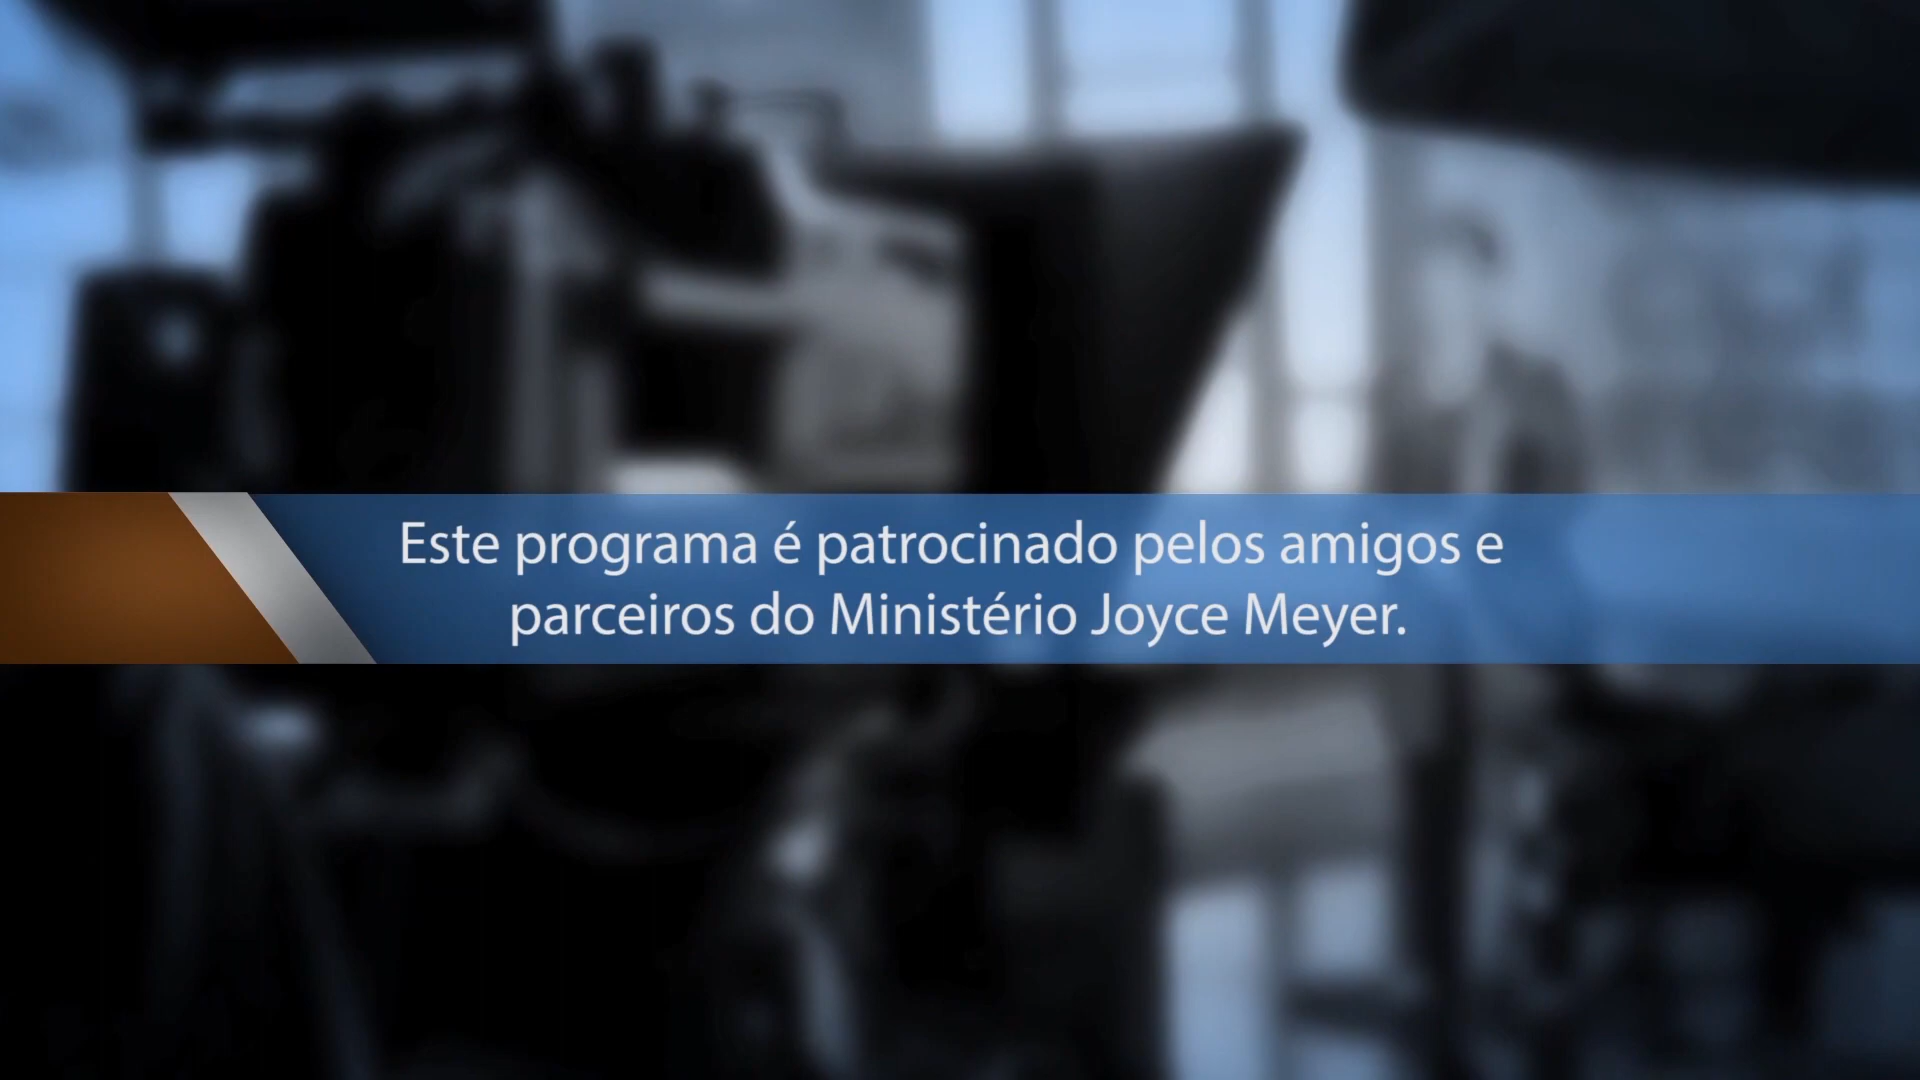 Este programa é patrocinado pelos amigos e
parceiros do Ministério Joyce Meyer.